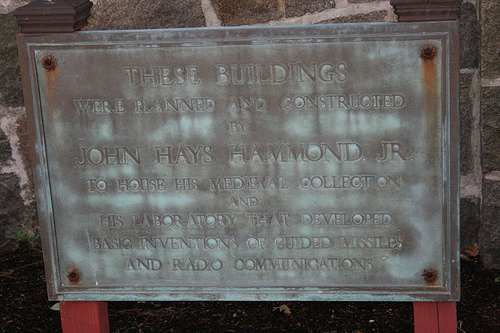 THESE BUILDINGS
WERE PLANNED AND CONSTRUCTED
BY
JOHN HAYS HAMMOND, JR.
TO HOUSE HIS MEDIEVAL COLLECTION
AND
HIS LABORATORY THAT DEVELOPED
BASIC INVENTIONS OF GUIDED MISSILES
AND RADIO COMMUNICATIONS